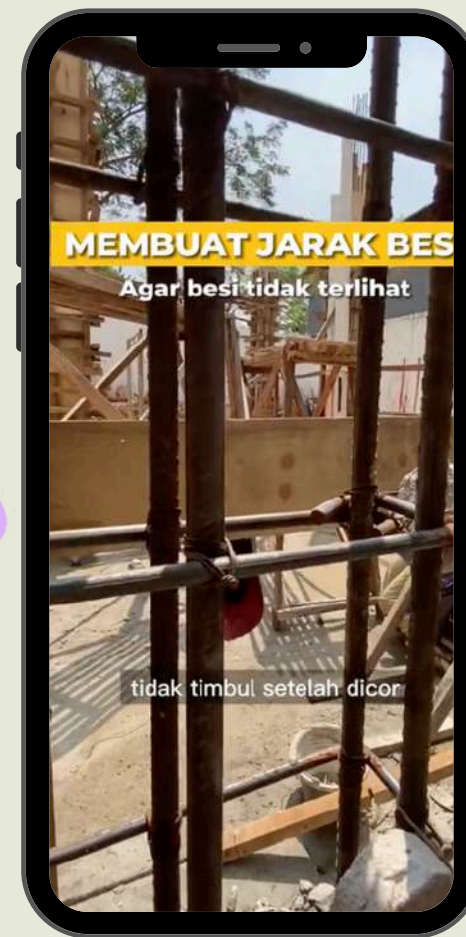 MEMBUAT JARAK BES
Agar besi tidak terlihat
tidak timbul setelah dicor